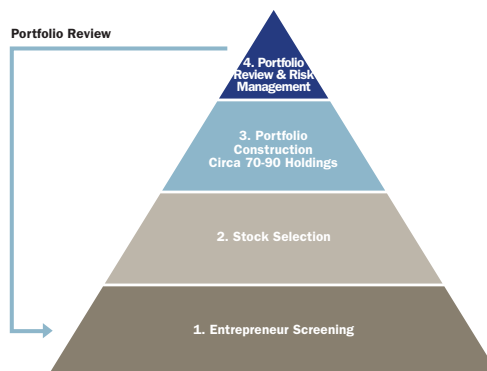 Portfolio Review
4. Portfolio
Review & Risk
Management
3. Portfolio
Construction
Circa 70-90 Holdings
2. Stock Selection
1. Entrepreneur Screening